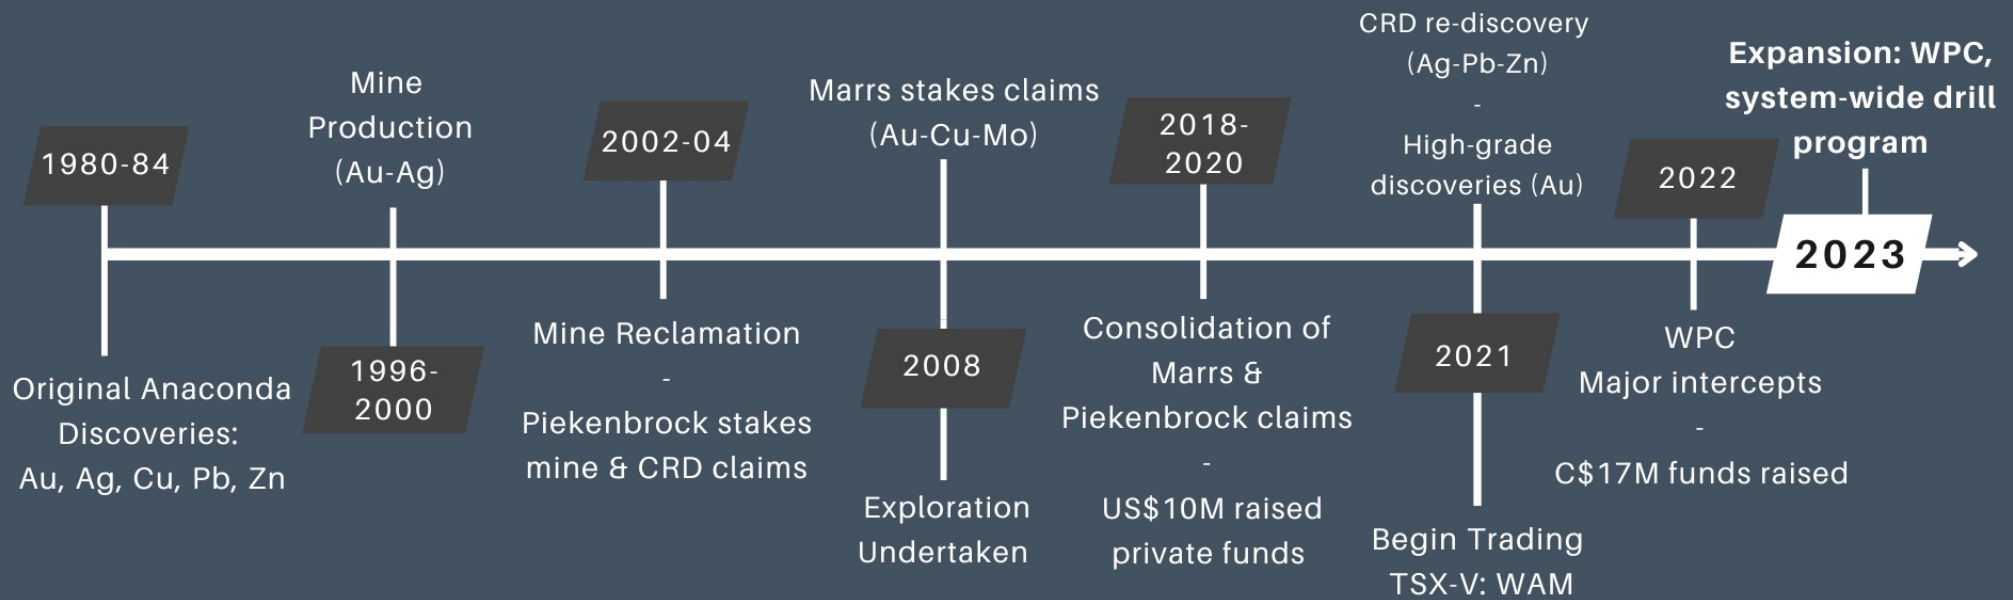 1980-84
Original Anaconda
Discoveries:
Au, Ag, Cu, Pb, Zn
Mine
Production
(Au-Ag)
1996-
2000
2002-04
Mine Reclamation
-
Piekenbrock stakes
mine & CRD claims
Marrs stakes claims
(Au-Cu-Mo)
2008
Exploration
Undertaken
2018-
2020
Consolidation of
Marrs &
Piekenbrock claims
-
US$10M raised
private funds
CRD re-discovery
(Ag-Pb-Zn)
-
High-grade
discoveries (Au)
2021
Begin Trading
TSX-V: WAM
2022
WPC
Major intercepts
-
C$17M funds raised
Expansion: WPC,
system-wide drill
program
2023